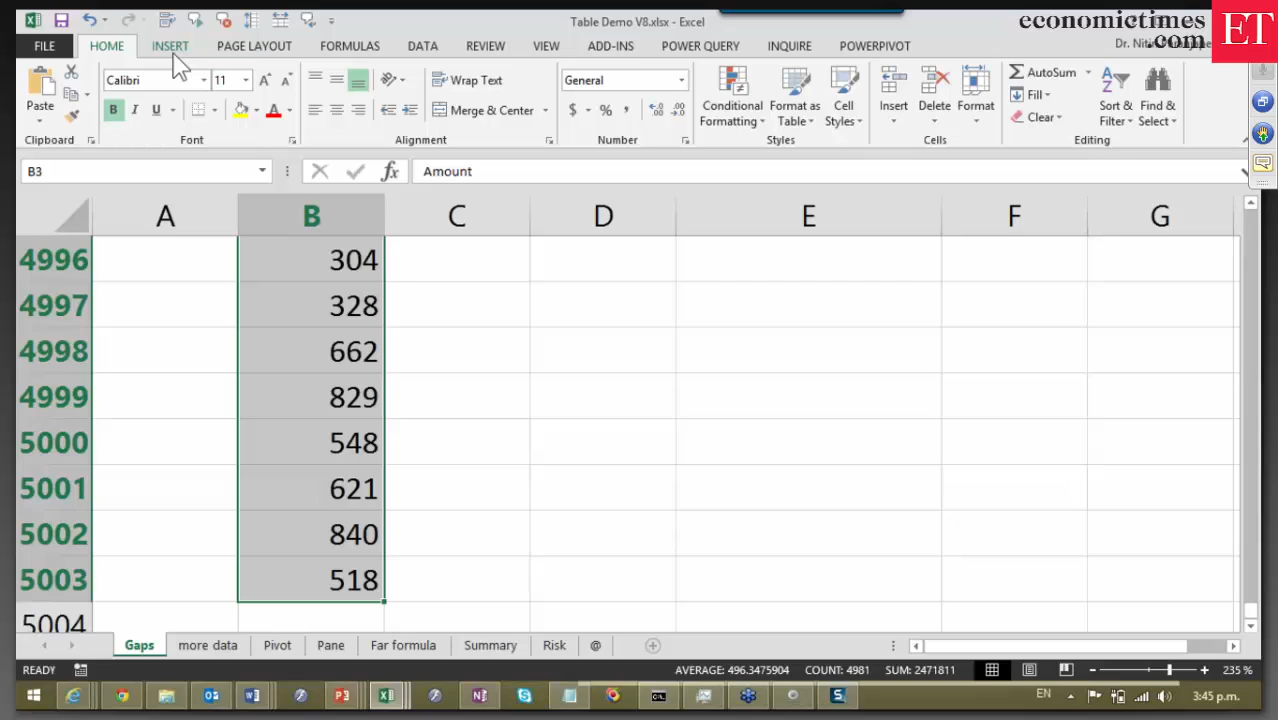 Table Demo V8.xlsx - Excel
economictimes
.com
ET
FILE HOME INSERT PAGE LAYOUT FORMULAS DATA REVIEW VIEW ADD-INS POWER QUERY INQUIRE POWERPIVOT
Calibri 11
Wrap Text
General
AutoSum
Paste
Conditional Formatting
Format as Table
Cell Styles
Insert
Delete
Format
Fill
Clear
Sort & Filter
Find & Select
B I U
Merge & Center
$ % ,
Clipboard Font Alignment Number Styles Cells Editing
B3 fx Amount
A B C D E F G
4996 304
4997 328
4998 662
4999 829
5000 548
5001 621
5002 840
5003 518
5004
Gaps more data Pivot Pane Far formula Summary Risk @
READY AVERAGE: 496.3475904 COUNT: 4981 SUM: 2471811 235 %
EN 3:45 p.m.